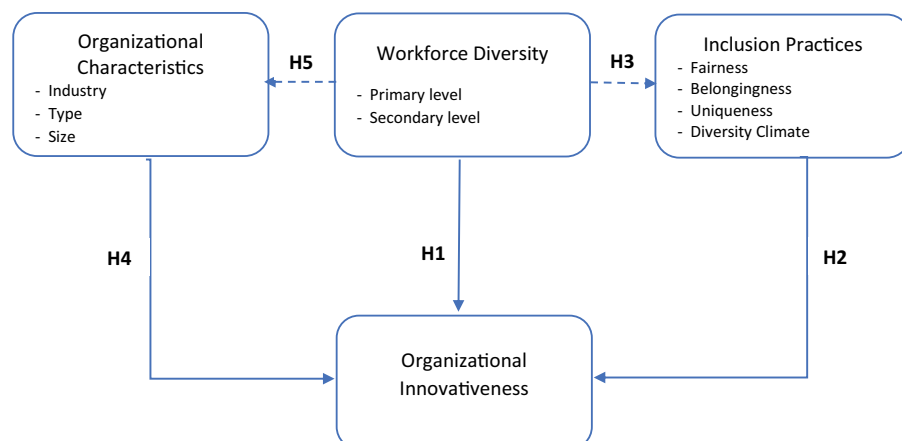 Organizational
Characteristics
- Industry
- Type
- Size
H5
Workforce Diversity
- Primary level
- Secondary level
H3
Inclusion Practices
- Fairness
- Belongingness
- Uniqueness
- Diversity Climate
H4
H1
H2
Organizational
Innovativeness